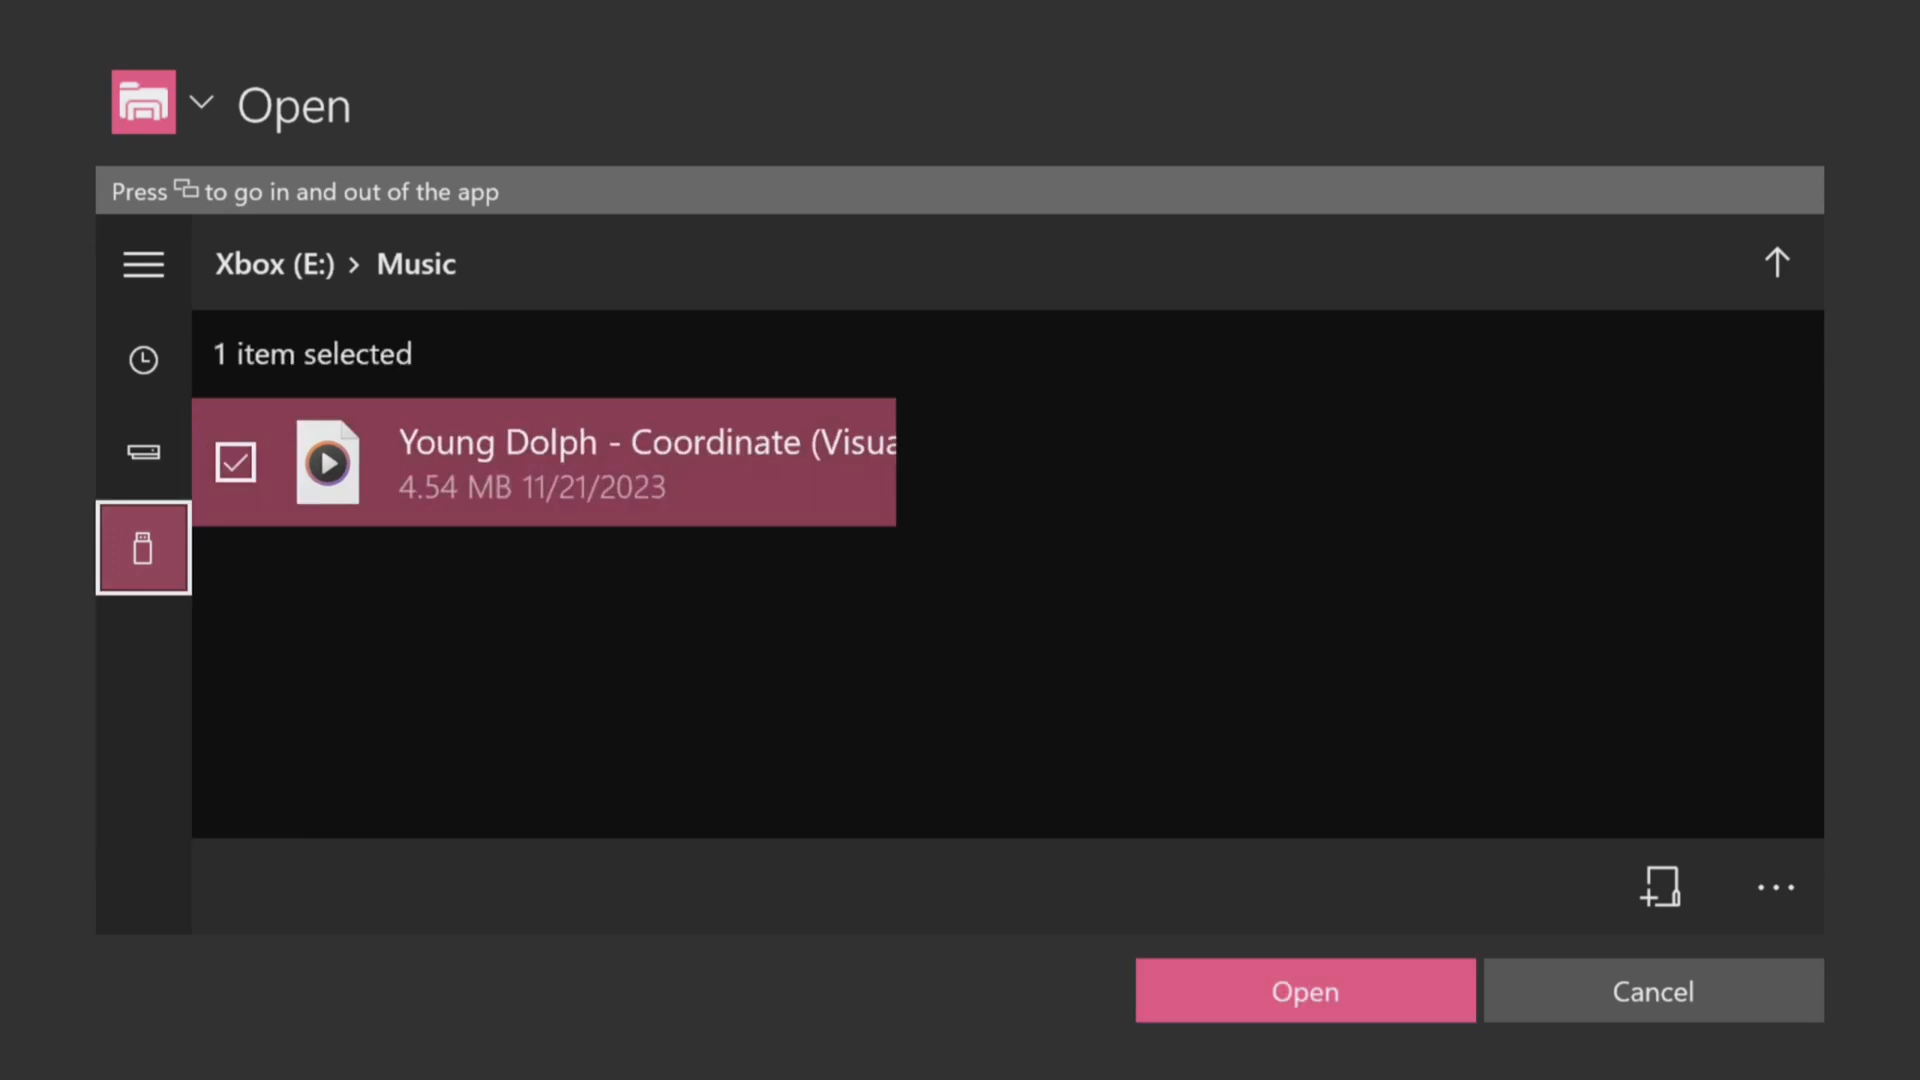 Open
Press to go in and out of the app
Xbox (E:) > Music
1 item selected
Young Dolph - Coordinate (Visua
4.54 MB 11/21/2023
Open
Cancel